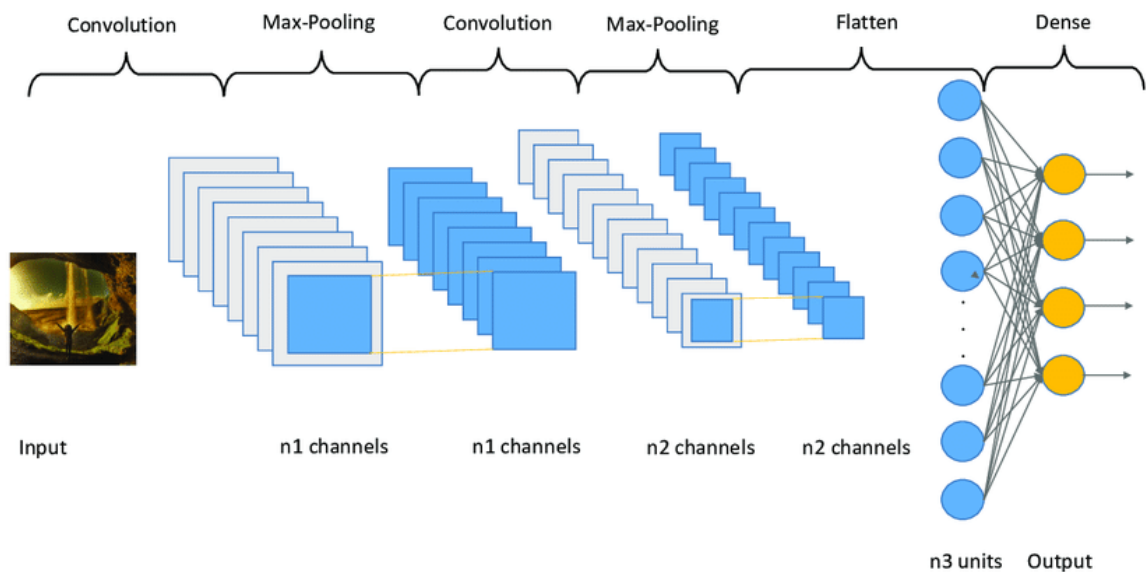 Convolution Max-Pooling Convolution Max-Pooling Flatten Dense
Input n1 channels n1 channels n2 channels n2 channels
n3 units Output